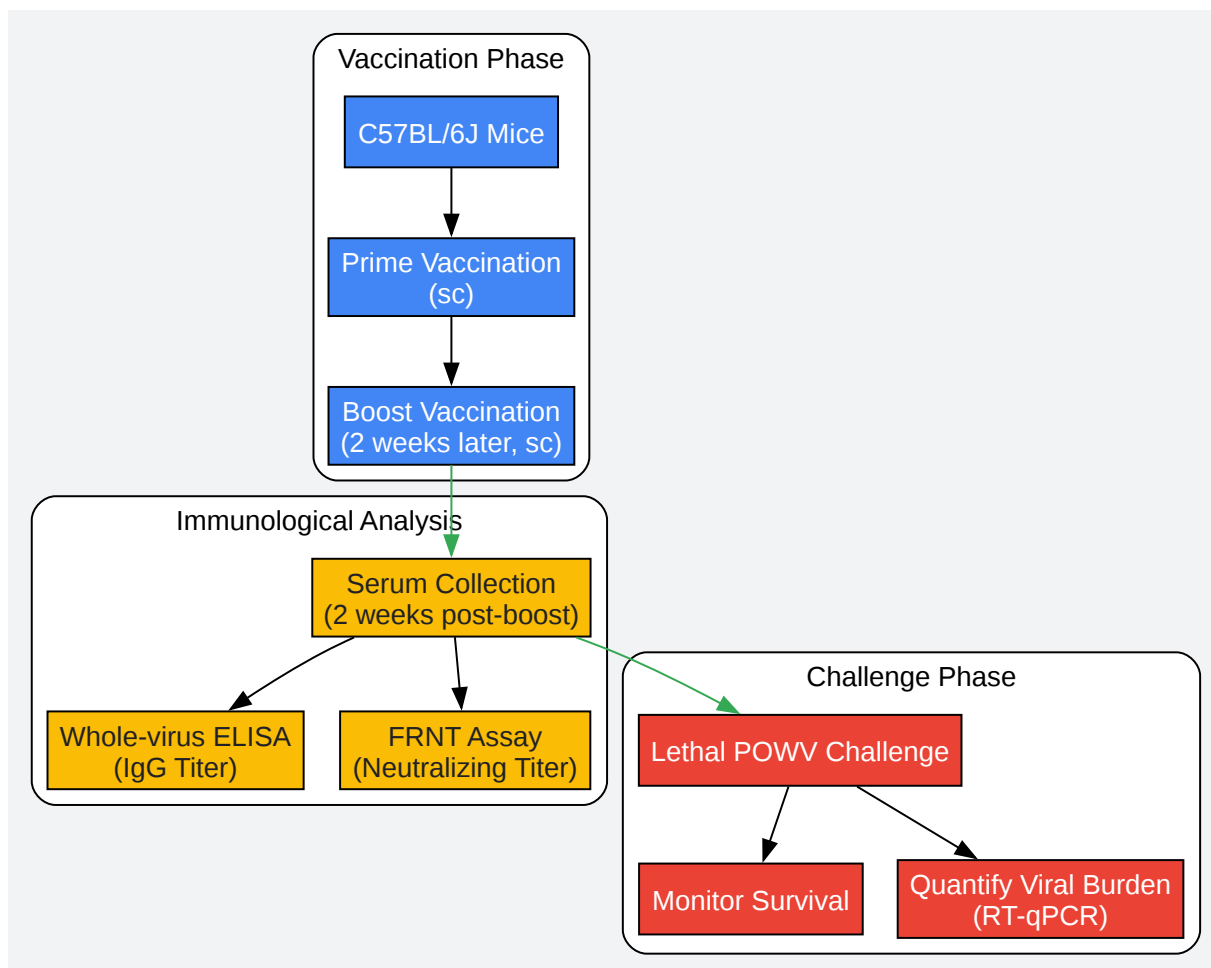 Vaccination Phase
C57BL/6J Mice
Prime Vaccination
(sc)
Boost Vaccination
(2 weeks later, sc)
Immunological Analysis
Serum Collection
(2 weeks post-boost)
Whole-virus ELISA
(IgG Titer)
FRNT Assay
(Neutralizing Titer)
Challenge Phase
Lethal POWV Challenge
Monitor Survival
Quantify Viral Burden
(RT-qPCR)